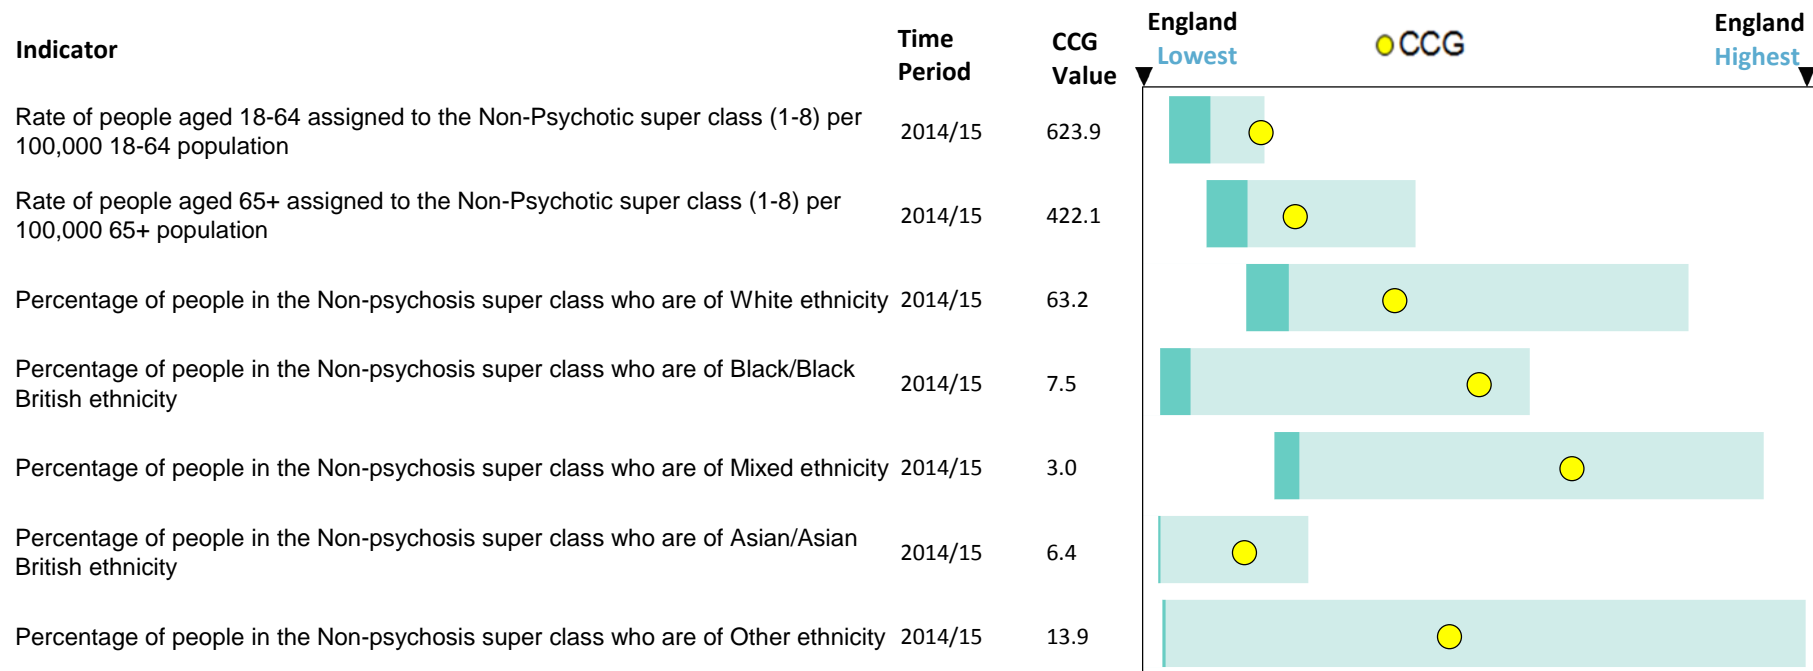 Indicator
Time Period
CCG Value
England Lowest
CCG
England Highest
Rate of people aged 18-64 assigned to the Non-Psychotic super class (1-8) per
100,000 18-64 population
2014/15
623.9
Rate of people aged 65+ assigned to the Non-Psychotic super class (1-8) per
100,000 65+ population
2014/15
422.1
Percentage of people in the Non-psychosis super class who are of White ethnicity
2014/15
63.2
Percentage of people in the Non-psychosis super class who are of Black/Black
British ethnicity
2014/15
7.5
Percentage of people in the Non-psychosis super class who are of Mixed ethnicity
2014/15
3.0
Percentage of people in the Non-psychosis super class who are of Asian/Asian
British ethnicity
2014/15
6.4
Percentage of people in the Non-psychosis super class who are of Other ethnicity
2014/15
13.9